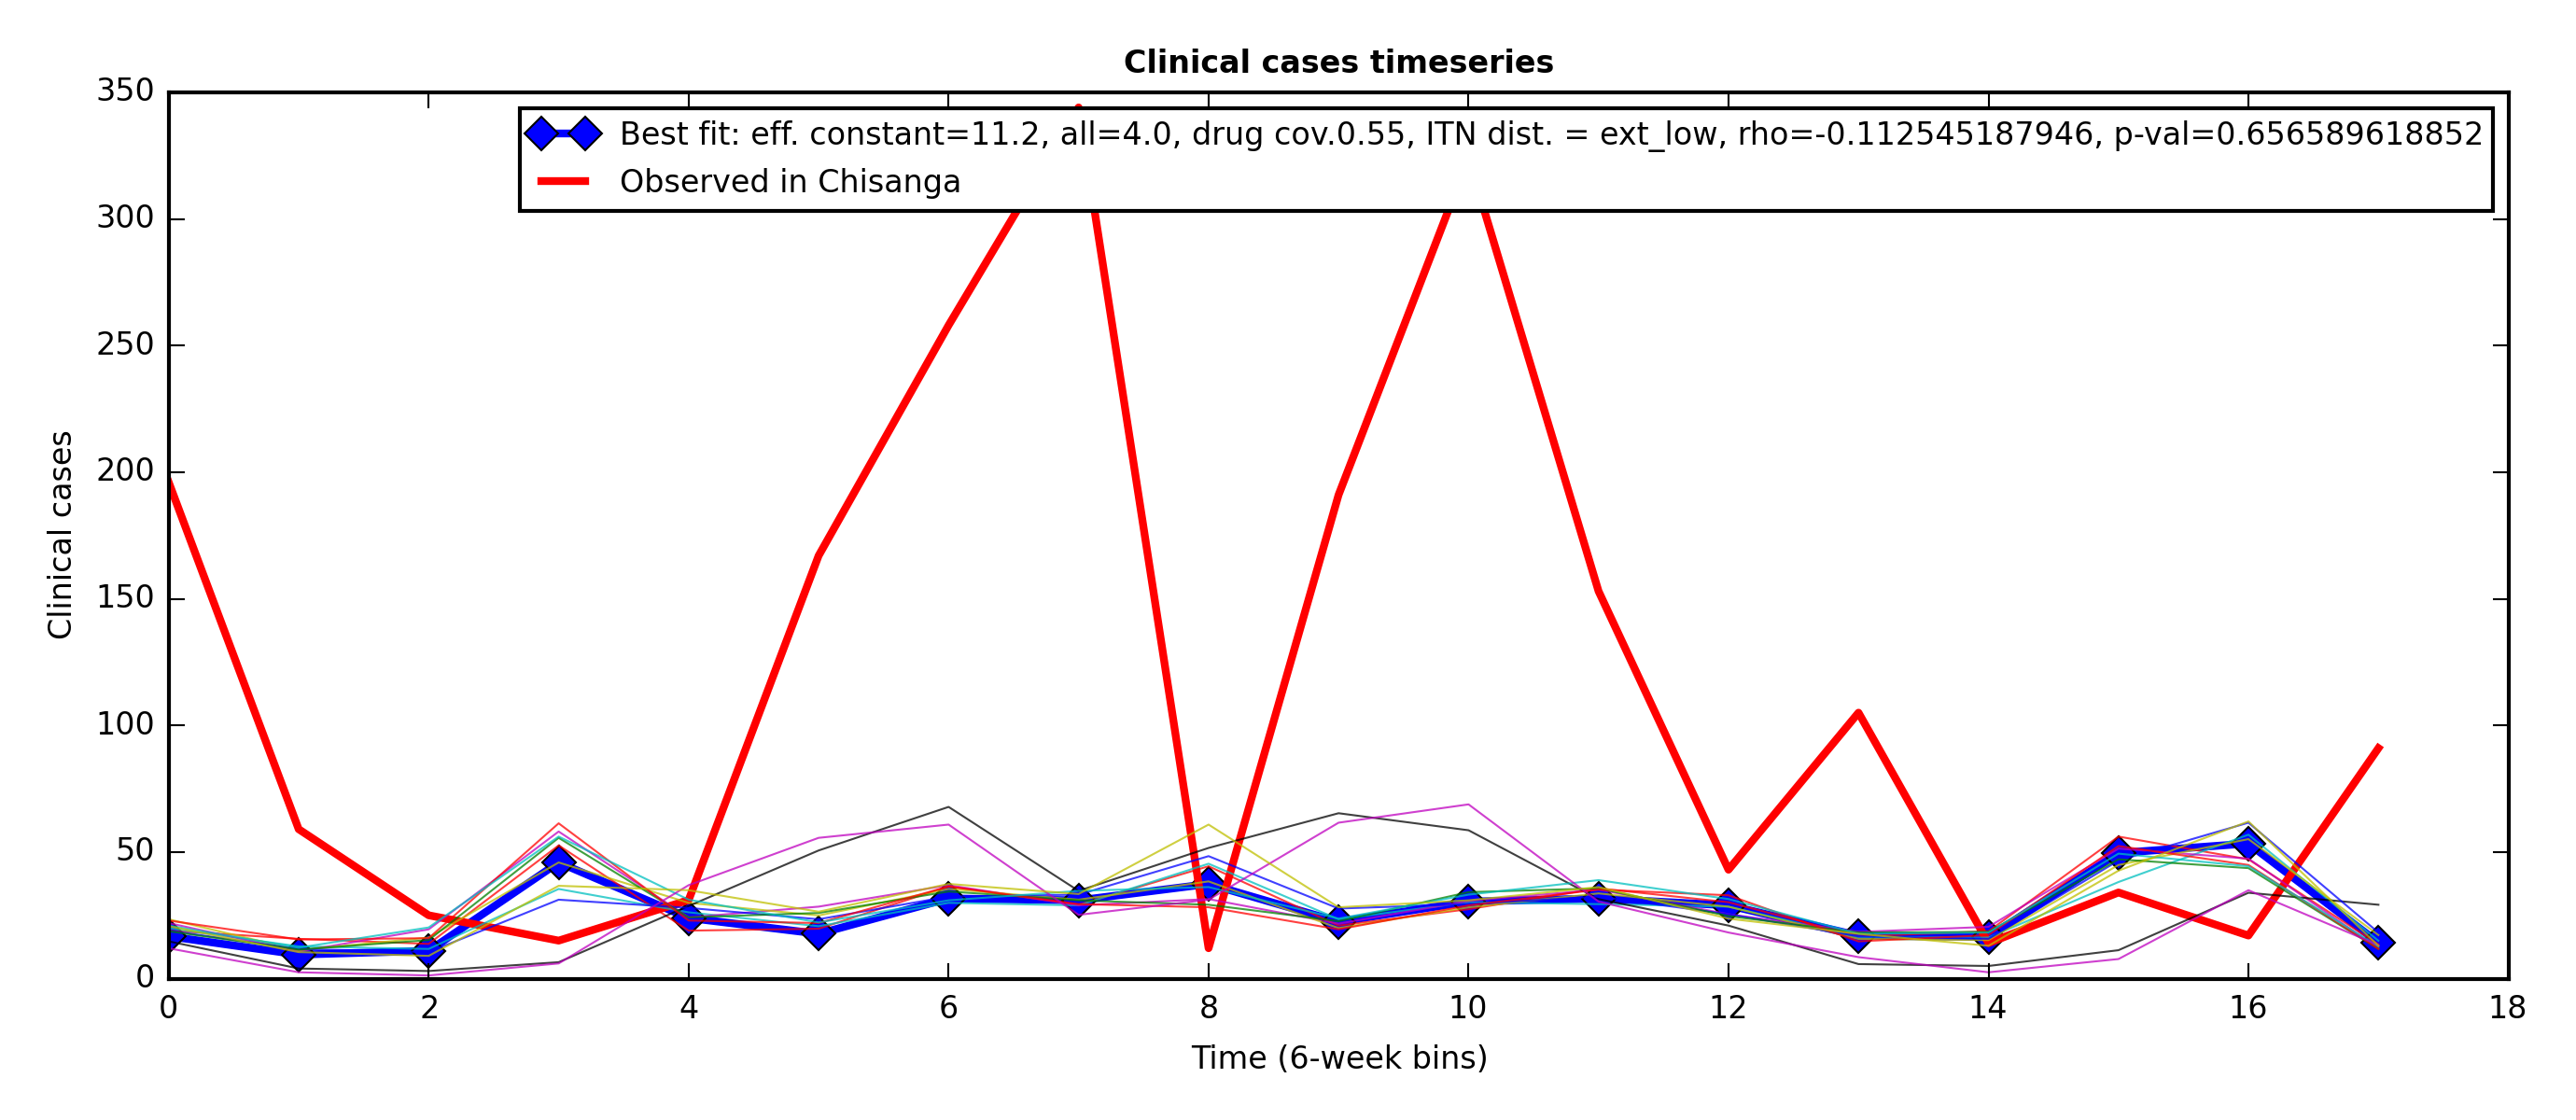 Clinical cases timeseries
350
300
250
200
150
100
50
0
Clinical cases
Best fit: eff. constant=11.2, all=4.0, drug cov.0.55, ITN dist. = ext_low, rho=-0.112545187946, p-val=0.656589618852
Observed in Chisanga
0 2 4 6 8 10 12 14 16 18
Time (6-week bins)